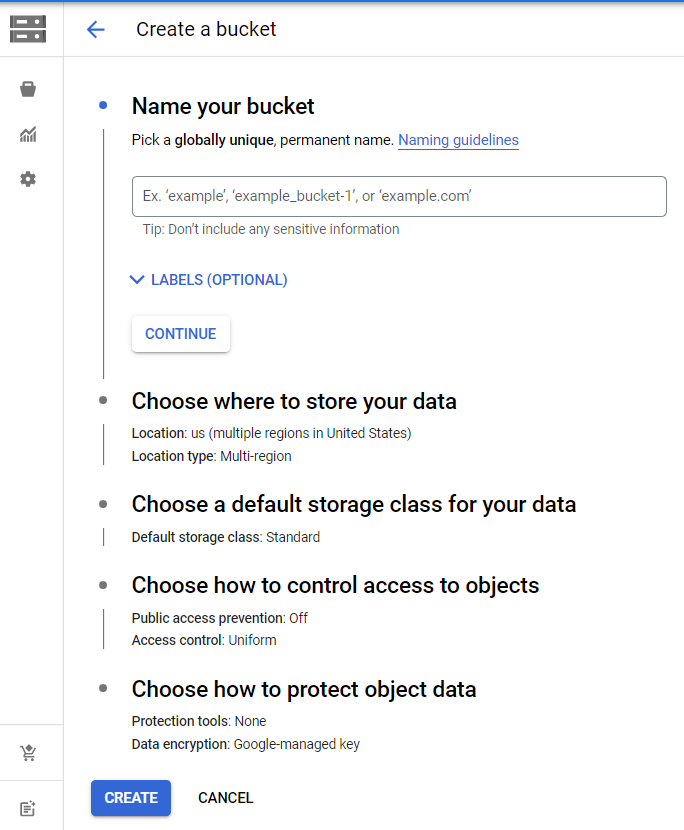 Create a bucket
Name your bucket
Pick a globally unique, permanent name. Naming guidelines
Ex. ‘example’, ‘example_bucket-1’, or ‘example.com’
Tip: Don’t include any sensitive information
LABELS (OPTIONAL)
CONTINUE
Choose where to store your data
Location: us (multiple regions in United States)
Location type: Multi-region
Choose a default storage class for your data
Default storage class: Standard
Choose how to control access to objects
Public access prevention: Off
Access control: Uniform
Choose how to protect object data
Protection tools: None
Data encryption: Google-managed key
CREATE CANCEL